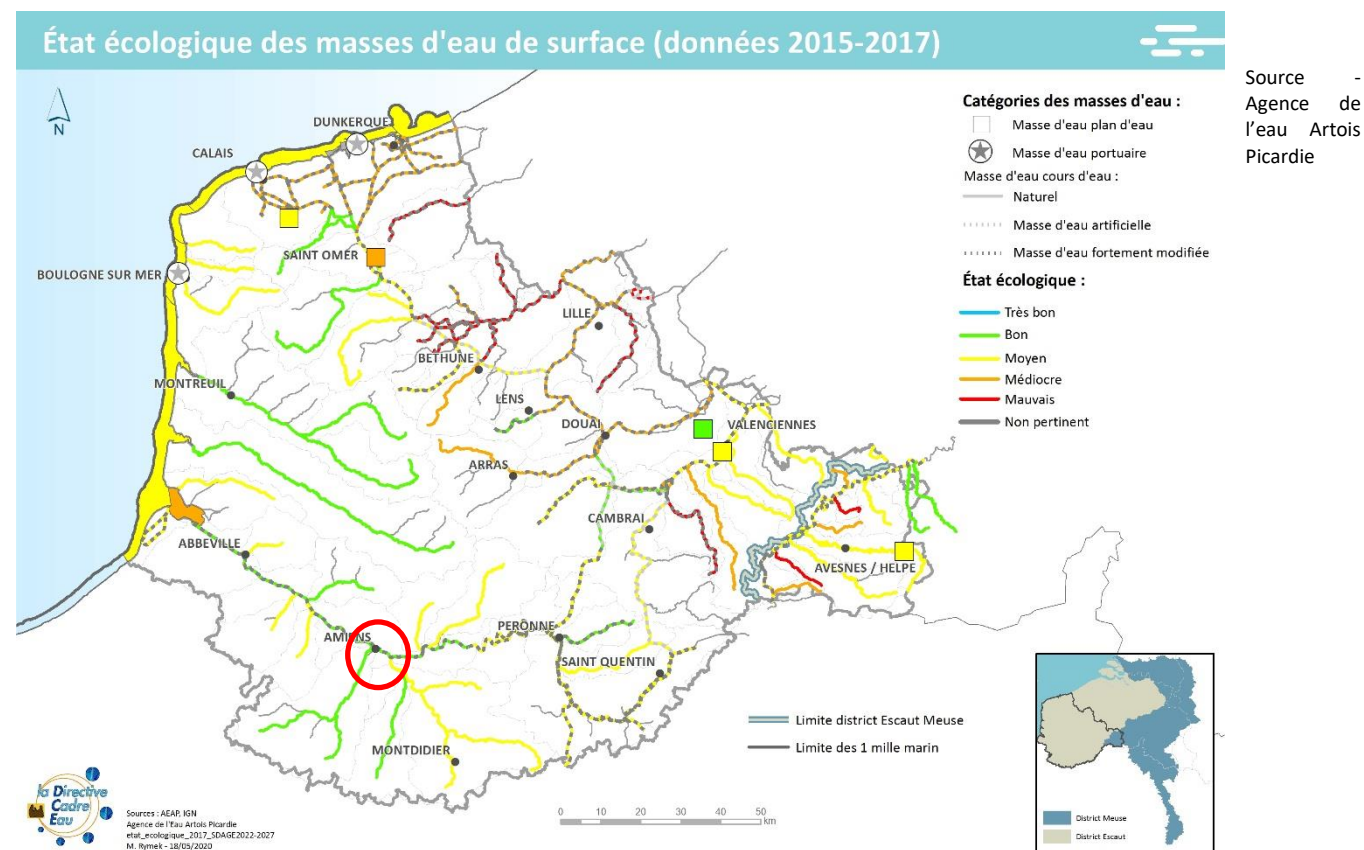 État écologique des masses d'eau de surface (données 2015-2017)
Source -
Agence de
l'eau Artois
Picardie
N
DUNKERQUE
CALAIS
SAINT OMER
BOULOGNE SUR MER
LILLE
BETHUNE
MONTREUIL
LENS
DOUAI
VALENCIENNES
ARRAS
CAMBRAI
ABBEVILLE
AVESNES / HELPE
AMIENS
PERONNE
SAINT QUENTIN
MONTDIDIER
Catégories des masses d'eau :
Masse d'eau plan d'eau
Masse d'eau portuaire
Masse d'eau cours d'eau :
Naturel
Masse d'eau artificielle
Masse d'eau fortement modifiée
État écologique :
Très bon
Bon
Moyen
Médiocre
Mauvais
Non pertinent
Limite district Escaut Meuse
Limite des 1 mille marin
0 10 20 30 40 50
km
District Meuse
District Escaut
la Directive
Cadre
Eau
Sources : AEAP, IGN
Agence de l'Eau Artois Picardie
etat_ecologique_2017_SDAGE2022-2027
M. Rymek - 18/05/2020